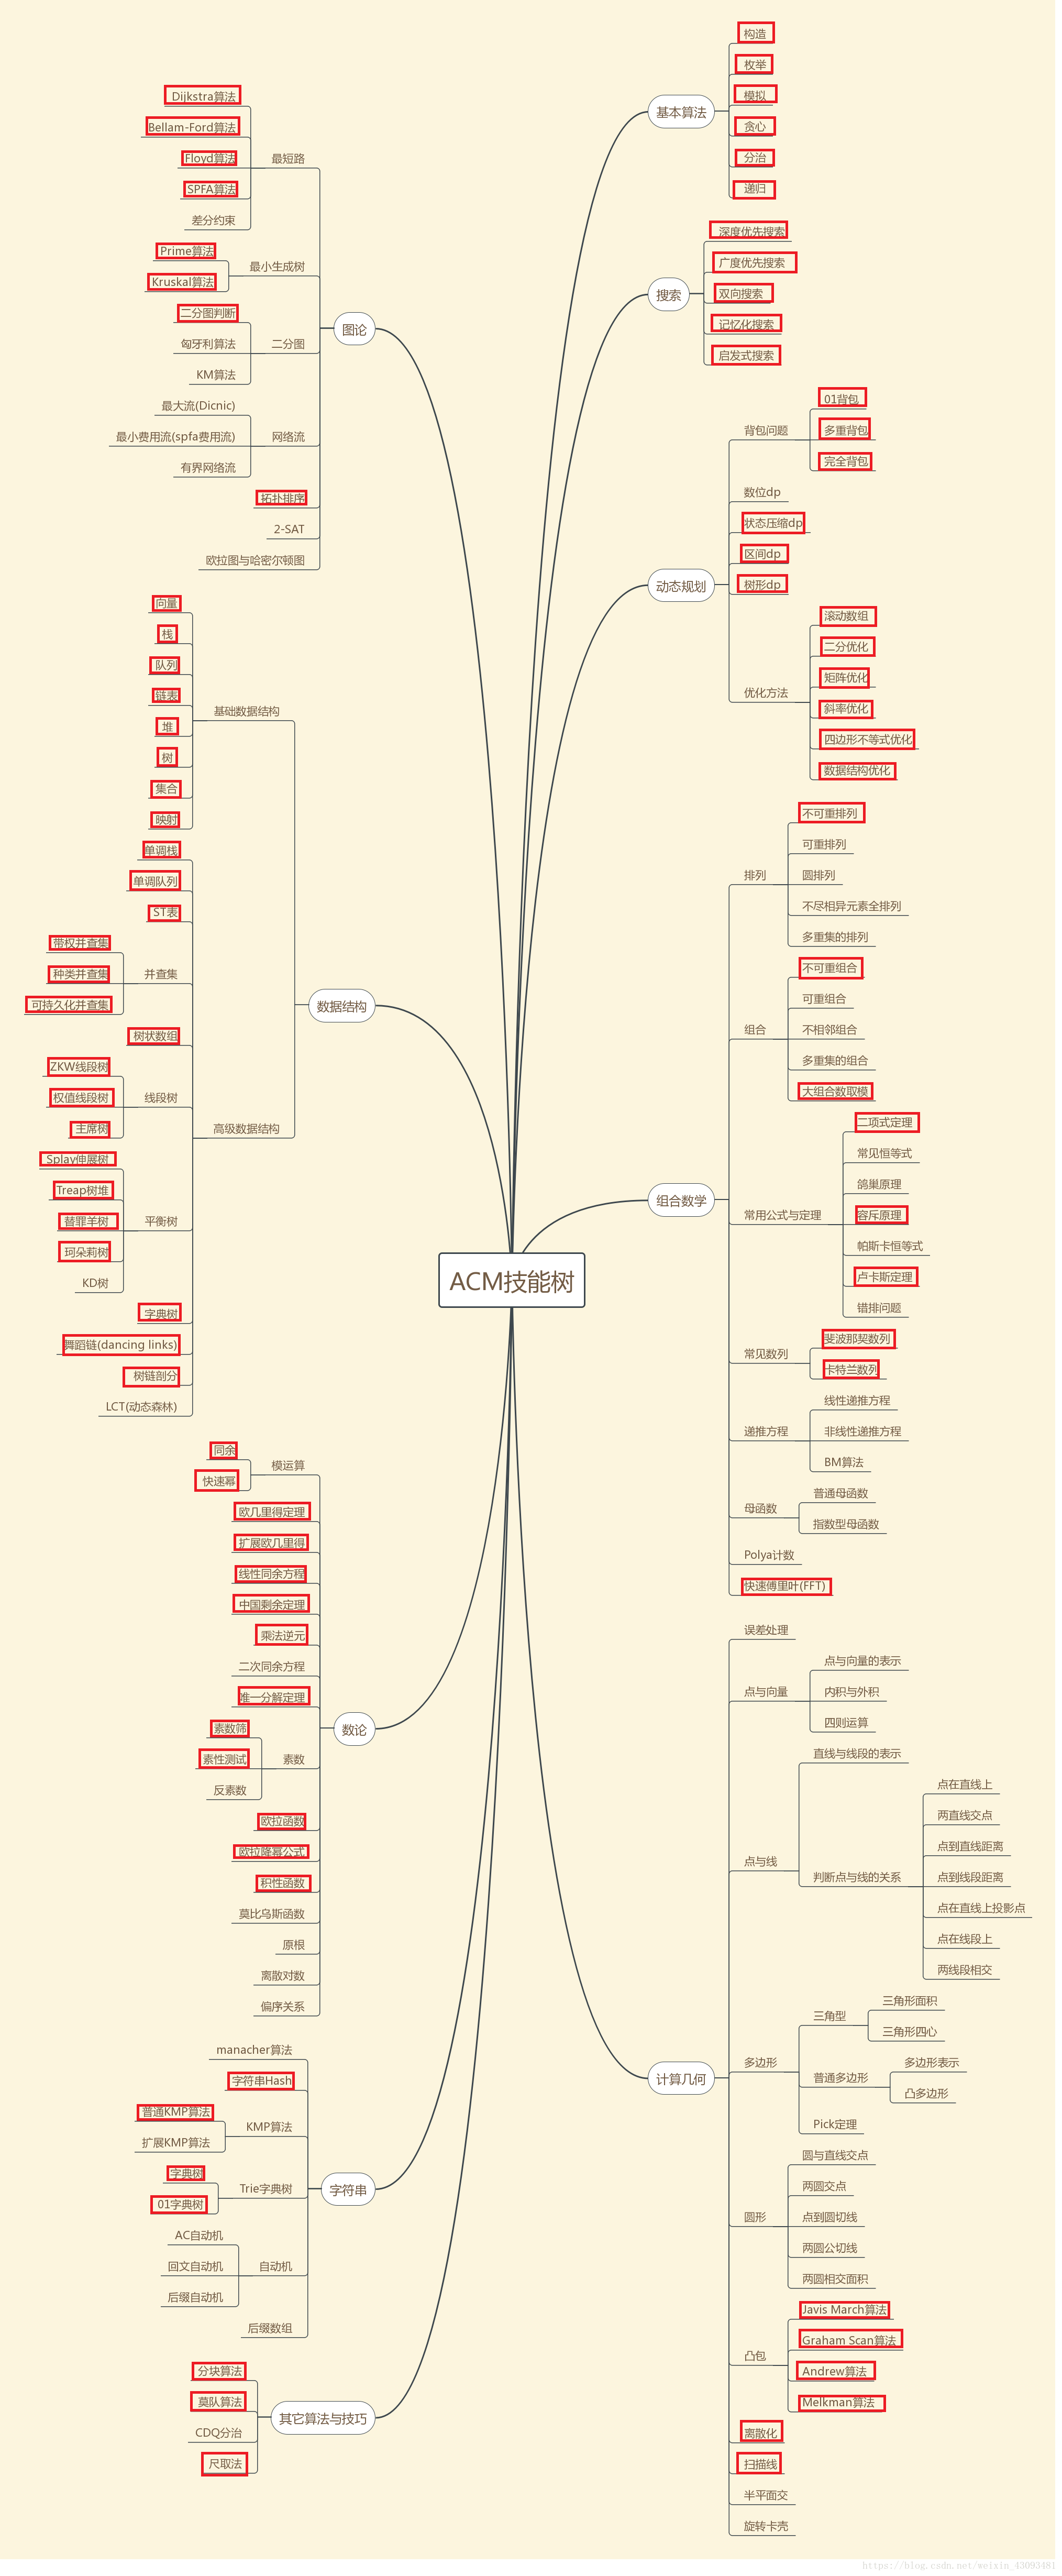 ACM技能树
基本算法
构造
枚举
模拟
贪心
分治
递归
搜索
深度优先搜索
广度优先搜索
双向搜索
记忆化搜索
启发式搜索
动态规划
背包问题
01背包
多重背包
完全背包
数位dp
状态压缩dp
区间dp
树形dp
优化方法
滚动数组
二分优化
矩阵优化
斜率优化
四边形不等式优化
数据结构优化
组合数学
排列
不可重排列
可重排列
圆排列
不尽相异元素全排列
多重集的排列
组合
不可重组合
可重组合
不相邻组合
多重集的组合
大组合数取模
常用公式与定理
二项式定理
常见恒等式
鸽巢原理
容斥原理
帕斯卡恒等式
卢卡斯定理
错排问题
常见数列
斐波那契数列
卡特兰数列
递推方程
线性递推方程
非线性递推方程
BM算法
母函数
普通母函数
指数型母函数
Polya计数
快速傅里叶(FFT)
计算几何
误差处理
点与向量
点与向量的表示
内积与外积
四则运算
点与线
直线与线段的表示
判断点与线的关系
点在直线上
两直线交点
点到直线距离
点到线段距离
点在直线上投影点
点在线段上
两线段相交
多边形
三角型
三角形面积
三角形四心
普通多边形
多边形表示
凸多边形
Pick定理
圆形
圆与直线交点
两圆交点
点到圆切线
两圆公切线
两圆相交面积
凸包
Javis March算法
Graham Scan算法
Andrew算法
Melkman算法
离散化
扫描线
半平面交
旋转卡壳
图论
最短路
Dijkstra算法
Bellam-Ford算法
Floyd算法
SPFA算法
差分约束
最小生成树
Prime算法
Kruskal算法
二分图
二分图判断
匈牙利算法
KM算法
网络流
最大流(Dicnic)
最小费用流(spfa费用流)
有界网络流
拓扑排序
2-SAT
欧拉图与哈密尔顿图
数据结构
基础数据结构
向量
栈
队列
链表
堆
树
集合
映射
高级数据结构
单调栈
单调队列
ST表
并查集
带权并查集
种类并查集
可持久化并查集
树状数组
线段树
ZKW线段树
权值线段树
主席树
平衡树
Splay伸展树
Treap树堆
替罪羊树
珂朵莉树
KD树
字典树
舞蹈链(dancing links)
树链剖分
LCT(动态森林)
数论
模运算
同余
快速幂
欧几里得定理
扩展欧几里得
线性同余方程
中国剩余定理
乘法逆元
二次同余方程
唯一分解定理
素数
素数筛
素性测试
反素数
欧拉函数
欧拉降幂公式
积性函数
莫比乌斯函数
原根
离散对数
偏序关系
字符串
manacher算法
字符串Hash
KMP算法
普通KMP算法
扩展KMP算法
Trie字典树
字典树
01字典树
自动机
AC自动机
回文自动机
后缀自动机
后缀数组
其它算法与技巧
分块算法
莫队算法
CDQ分治
尺取法
https://blog.csdn.net/weixin_43093481